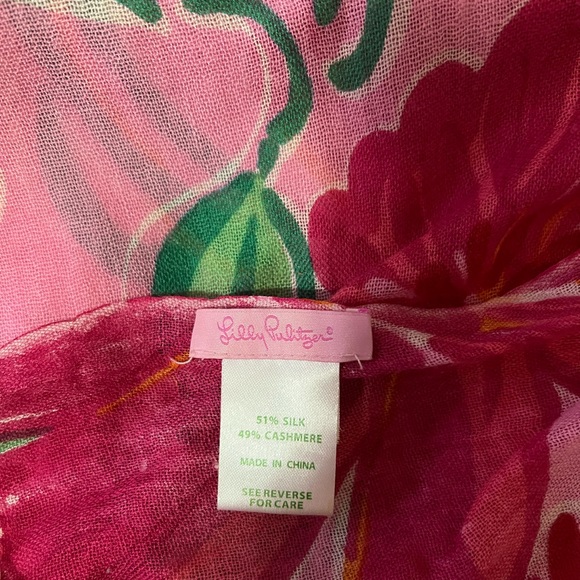 Lilly Pulitzer®
51% SILK
49% CASHMERE
MADE IN CHINA
SEE REVERSE
FOR CARE